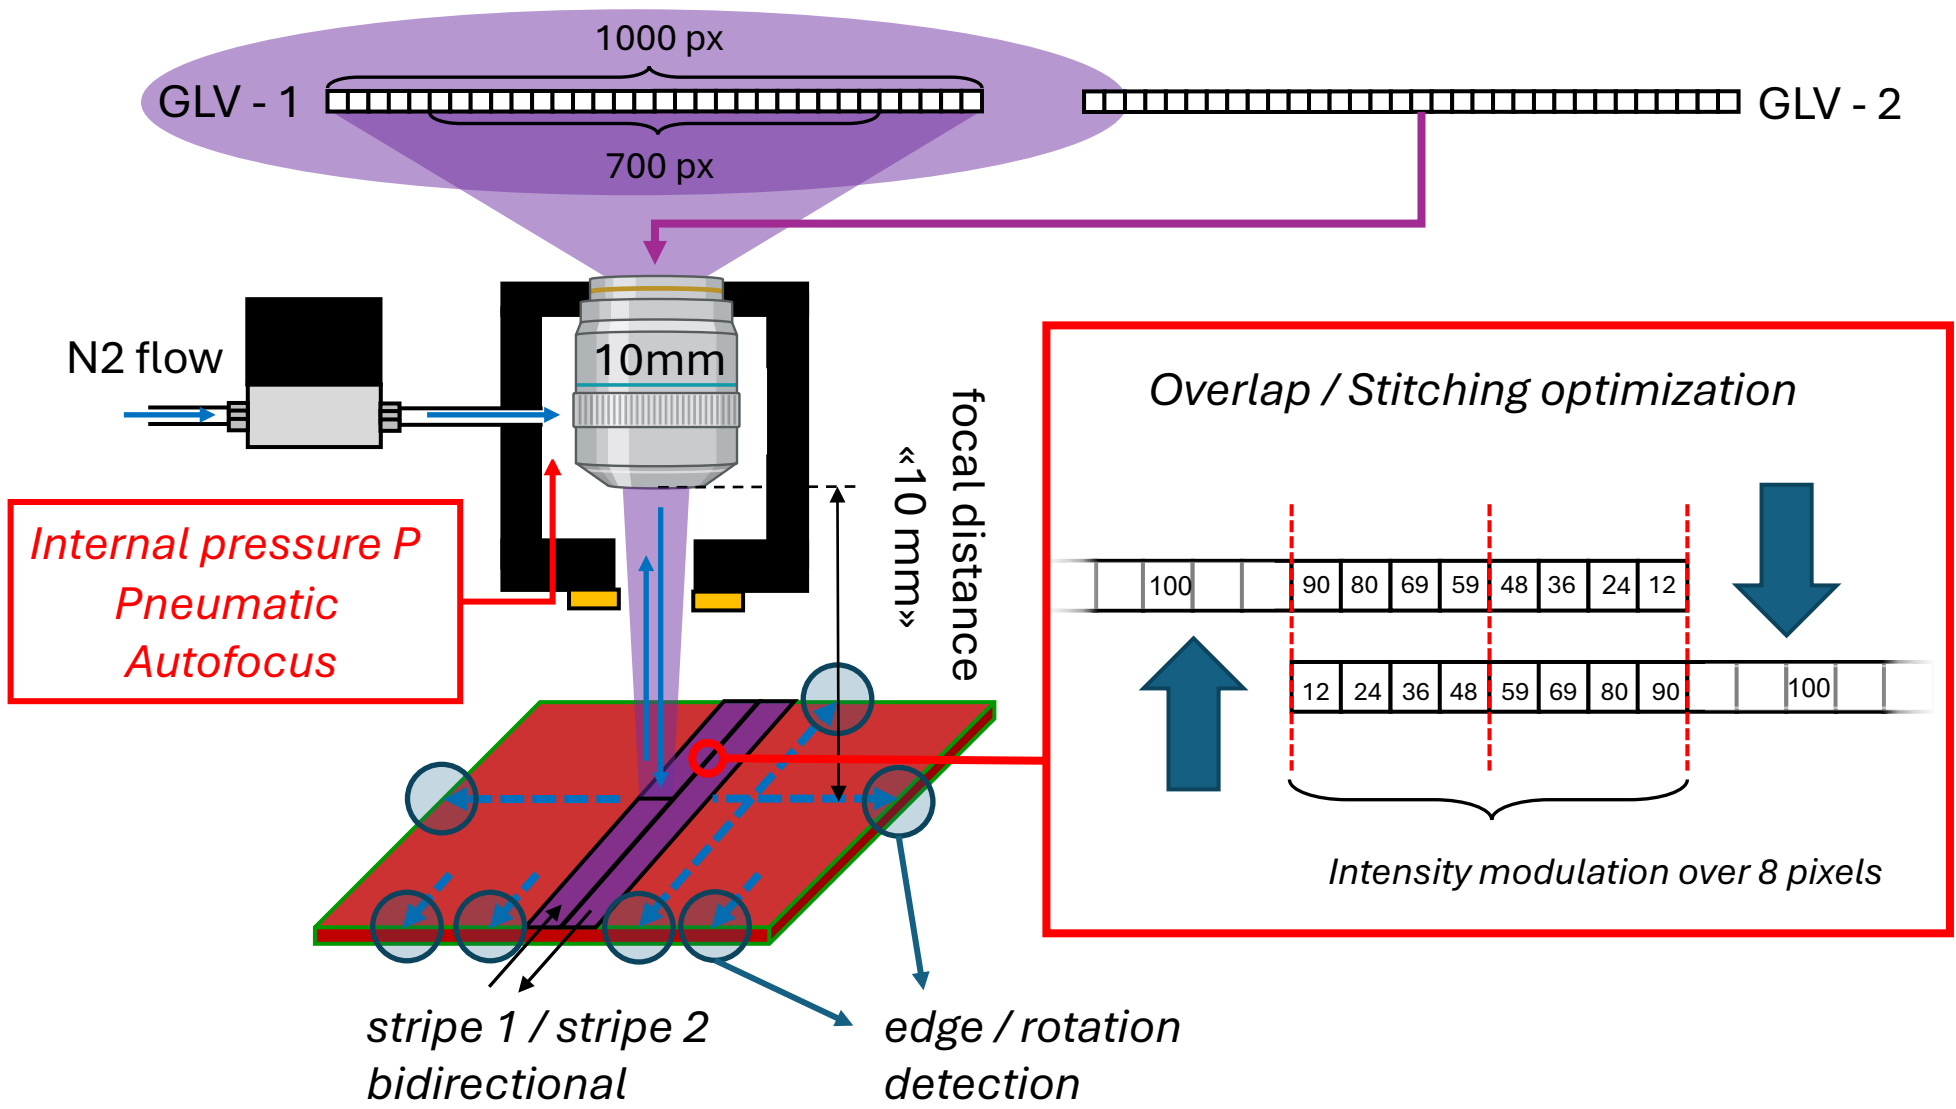 1000 px
GLV - 1
GLV - 2
700 px
N2 flow
10mm
focal distance
«10 mm»
Internal pressure P
Pneumatic
Autofocus
Overlap / Stitching optimization
100 90 80 69 59 48 36 24 12
12 24 36 48 59 69 80 90 100
Intensity modulation over 8 pixels
stripe 1 / stripe 2
bidirectional
edge / rotation
detection